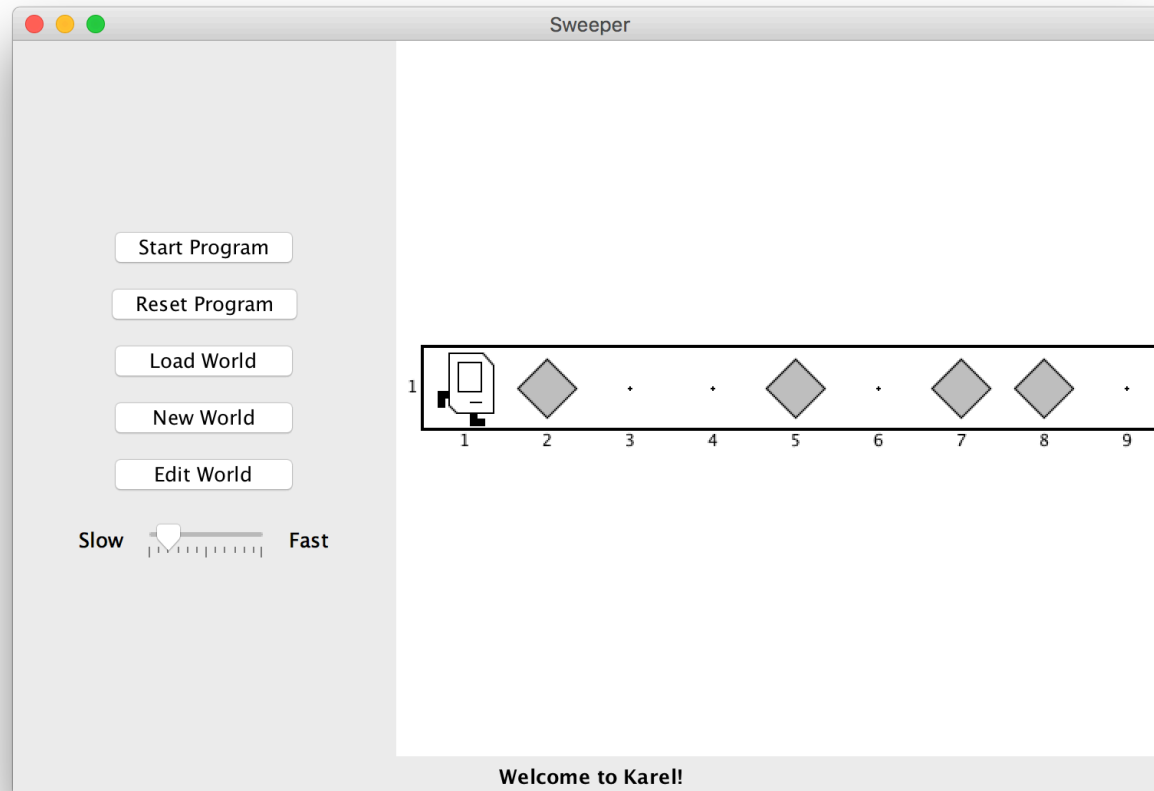 Sweeper
Start Program
Reset Program
Load World
New World
Edit World
Slow Fast
1
1 2 3 4 5 6 7 8 9
Welcome to Karel!